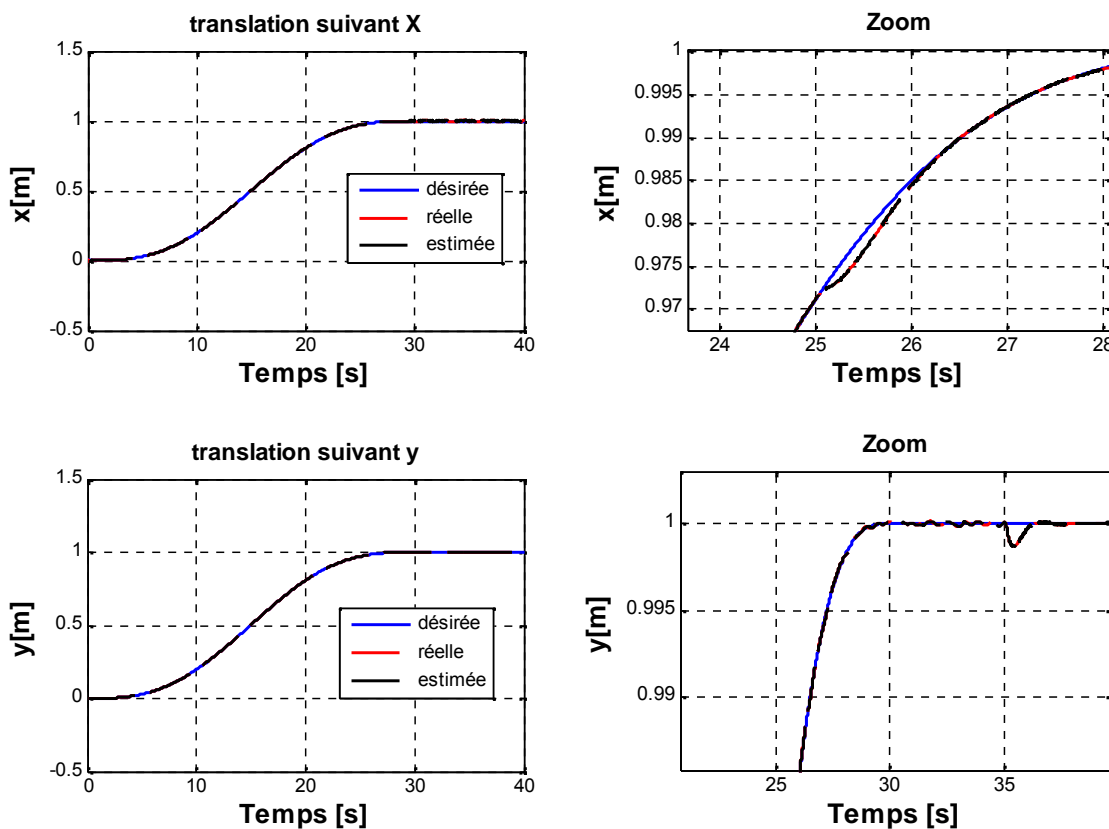 translation suivant X
1.5
1
0.5
0
-0.5
x[m]
0 10 20 30 40
Temps [s]
désirée
réelle
estimée
Zoom
1
0.995
0.99
0.985
0.98
0.975
0.97
x[m]
24 25 26 27 28
Temps [s]
translation suivant y
1.5
1
0.5
0
-0.5
y[m]
0 10 20 30 40
Temps [s]
désirée
réelle
estimée
Zoom
1
0.995
0.99
y[m]
25 30 35
Temps [s]